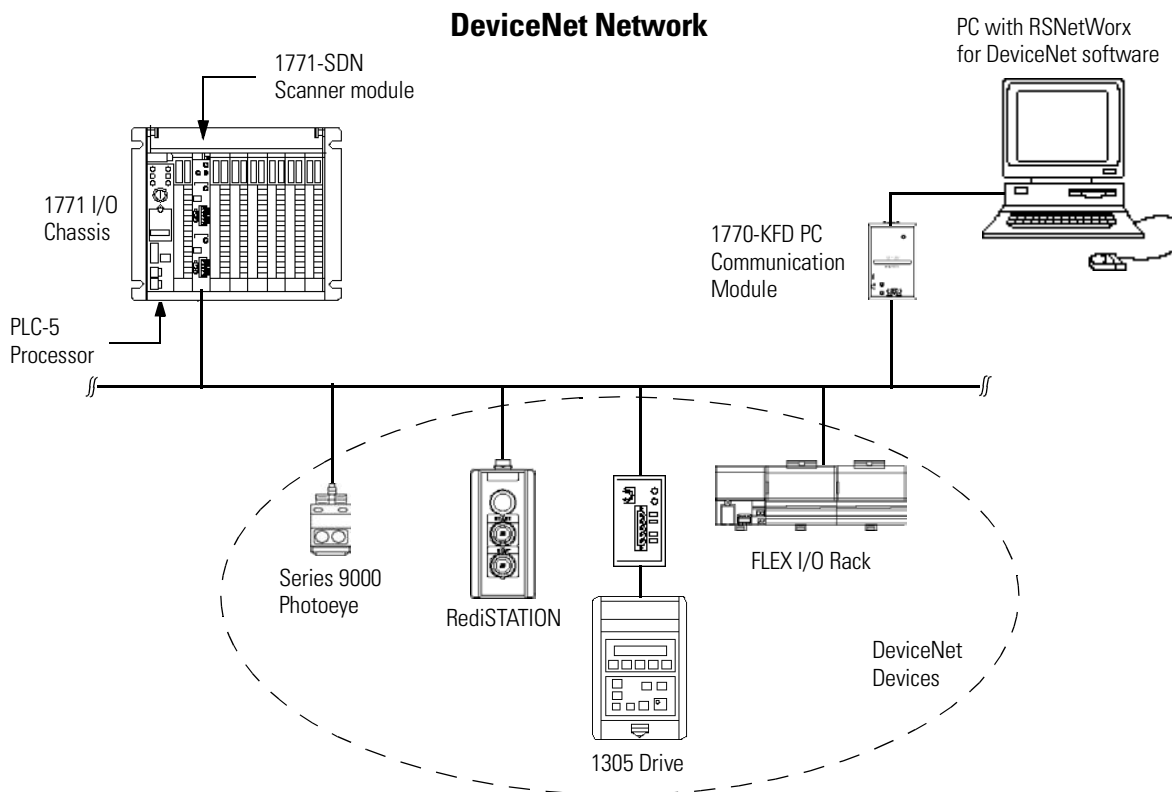 DeviceNet Network
PC with RSNetWorx
for DeviceNet software
1771-SDN
Scanner module
1771 I/O
Chassis
1770-KFD PC
Communication
Module
PLC-5
Processor
Series 9000
Photoeye
RediSTATION
FLEX I/O Rack
DeviceNet
Devices
1305 Drive